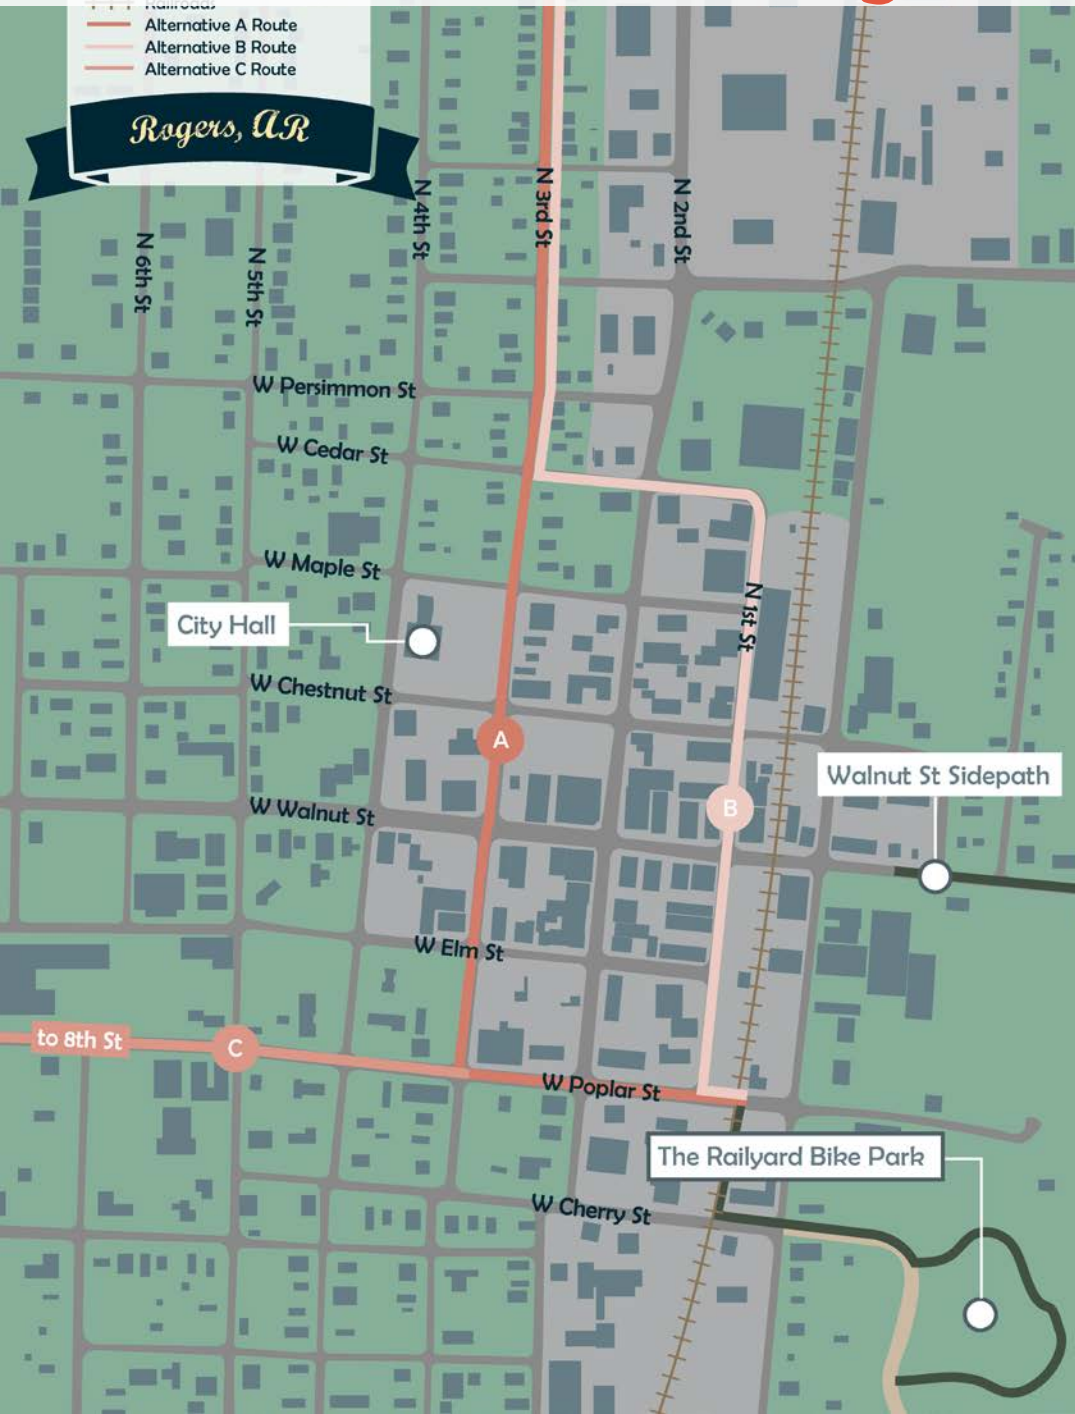 Railroads
Alternative A Route
Alternative B Route
Alternative C Route
Rogers, AR
N 6th St
N 5th St
N 4th St
N 3rd St
N 2nd St
W Persimmon St
W Cedar St
W Maple St
N 1st St
City Hall
W Chestnut St
A
Walnut St Sidepath
W Walnut St
B
W Elm St
to 8th St
C
W Poplar St
The Railyard Bike Park
W Cherry St